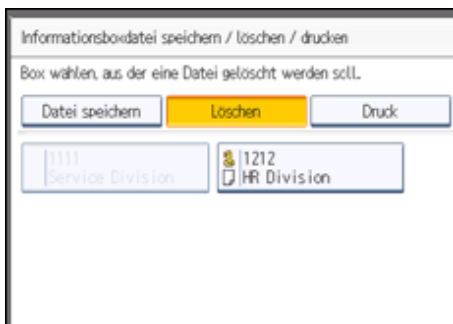 Informationsboxdatei speichern / löschen / drucken
Box wählen, aus der eine Datei gelöscht werden soll.
Datei speichern Löschen Druck
1111 1212
Service Division HR Division